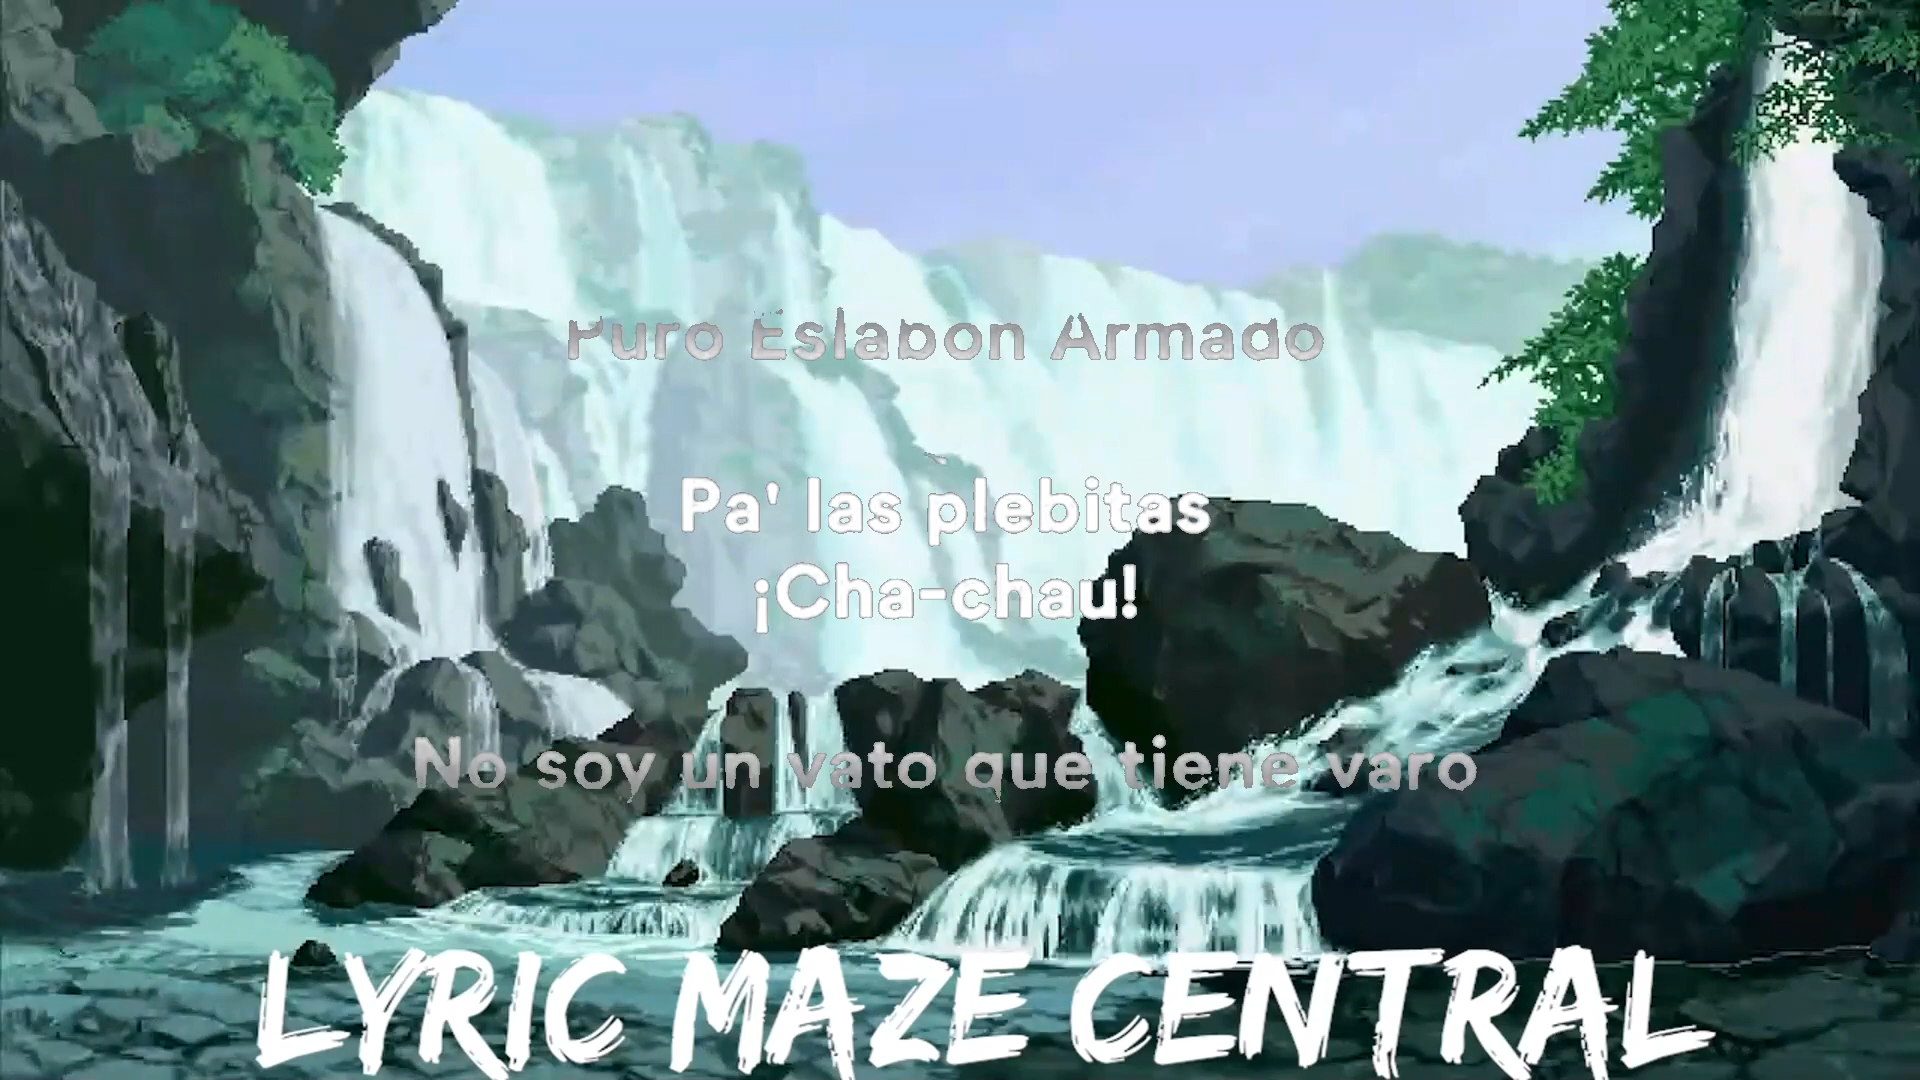 Puro Eslabon Armado
Pa' las plebitas
¡Cha-chau!
No soy un vato que tiene varo
LYRIC MAZE CENTRAL